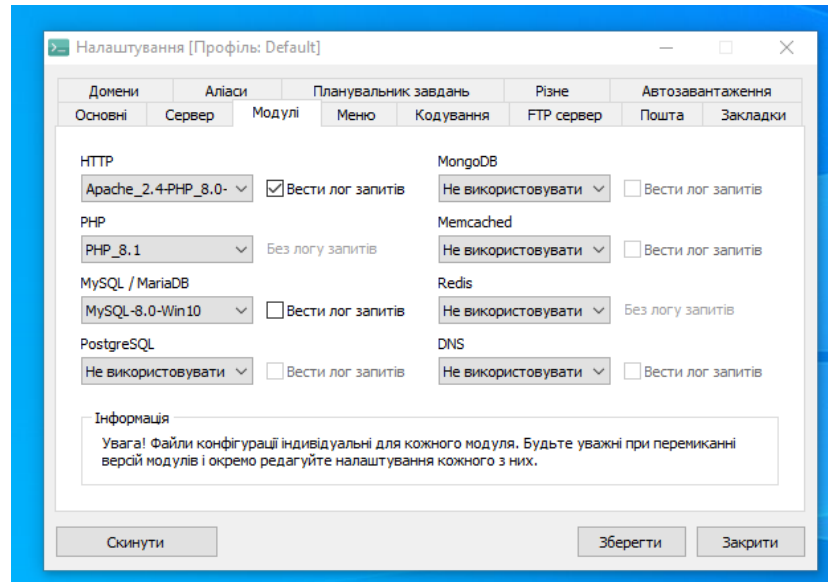 Налаштування [Профіль: Default]
Домени Аліаси Планувальник завдань Різне Автозавантаження
Основні Сервер Модулі Меню Кодування FTP сервер Пошта Закладки
HTTP
Apache_2.4-PHP_8.0- Вести лог запитів
PHP
PHP_8.1 Без логу запитів
MySQL / MariaDB
MySQL-8.0-Win10 Вести лог запитів
PostgreSQL
Не використовувати Вести лог запитів
MongoDB
Не використовувати Вести лог запитів
Memcached
Не використовувати Вести лог запитів
Redis
Не використовувати Без логу запитів
DNS
Не використовувати Вести лог запитів
Інформація
Увага! Файли конфігурації індивідуальні для кожного модуля. Будьте уважні при перемиканні
версій модулів і окремо редагуйте налаштування кожного з них.
Скинути Зберегти Закрити